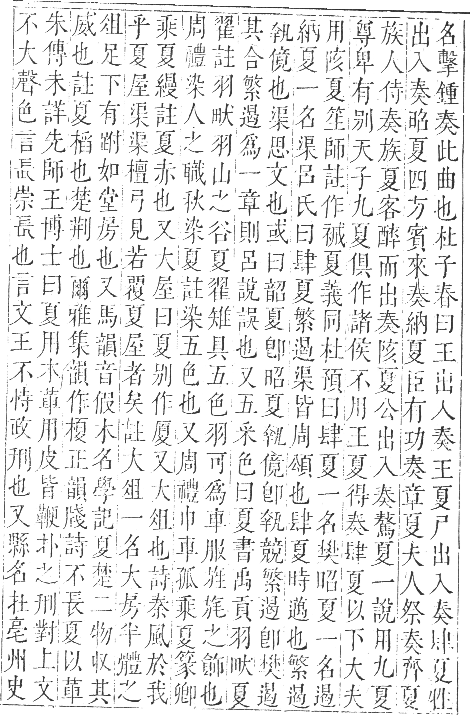 名擊鍾奏此曲也杜子春曰王出入奏王夏尸出入奏肆夏牲
出入奏昭夏四方賓來奏納夏臣有功奏章夏夫人祭奏齊夏
族人侍奏族夏客醉而出奏陔夏公出入奏驁夏一說用九夏
尊卑有別天子九夏俱作諸侯不用王夏得奏肆夏以下大夫
用陔夏笙師註作祴夏義同杜預曰肆夏一名樊昭夏一名遏
納夏一名渠呂氏曰肆夏繁遏渠皆周頌也肆夏時邁也繁遏
執儐也渠思文也或曰韶夏卽昭夏執儐卽執競繁遏卽樊遏
其合繁遏爲一章則呂說誤也又五采色曰夏書禹貢羽畎夏
翟註羽畎羽山之谷夏翟雉具五色羽可爲車服旌旄之飾也
周禮染人之職秋染夏註染五色也又周禮巾車孤乘夏篆卿
乘夏縵註夏赤也又大屋曰夏別作厦又大俎也詩秦風於我
乎夏屋渠渠檀弓見若覆夏屋者矣註大俎一名大房半體之
俎足下有跗如堂房也又馬韻音假木名學記夏楚二物収其
威也註夏榎也楚荆也爾雅集韻作榎正韻牋詩不長夏以革
朱傳未詳先師王博士曰夏用木革用皮皆鞭扑之刑對上文
不大聲色言長崇長也言文王不恃政刑也又縣名在亳州史